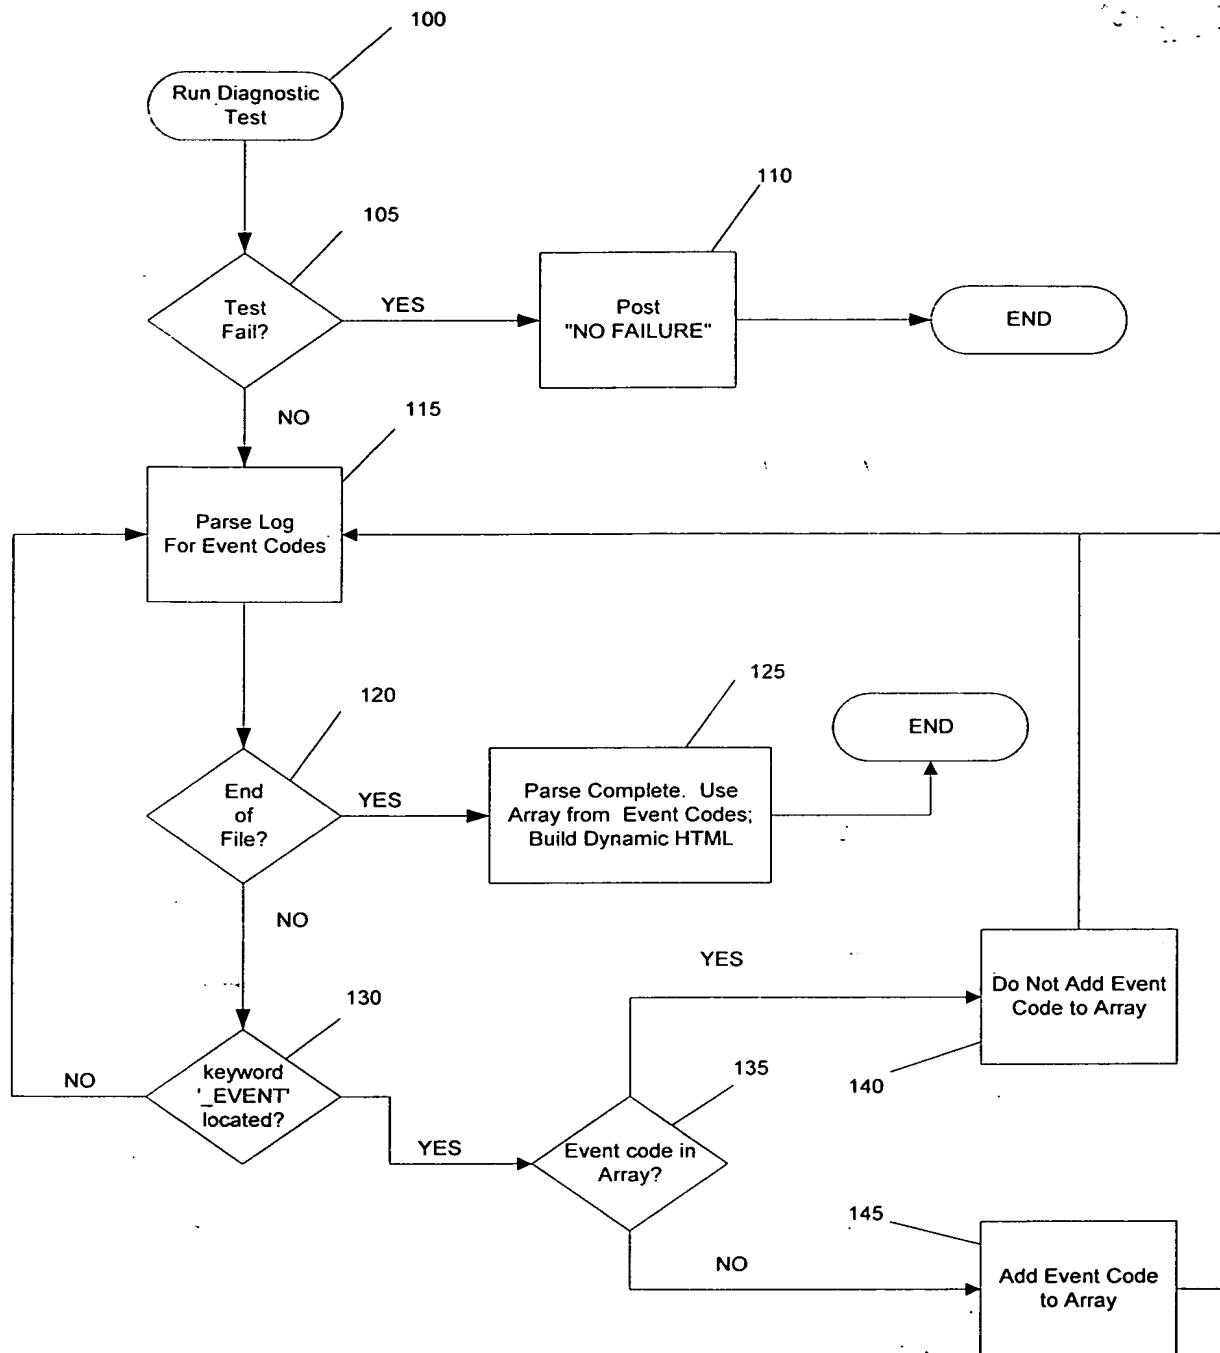 100
Run Diagnostic
Test
105
110
Test
Fail?
YES
Post
"NO FAILURE"
END
NO
115
Parse Log
For Event Codes
120
125
End
of
File?
YES
Parse Complete. Use
Array from Event Codes;
Build Dynamic HTML
END
NO
130
keyword
'_EVENT'
located?
NO
YES
135
Event code in
Array?
YES
Do Not Add Event
Code to Array
140
NO
145
Add Event Code
to Array